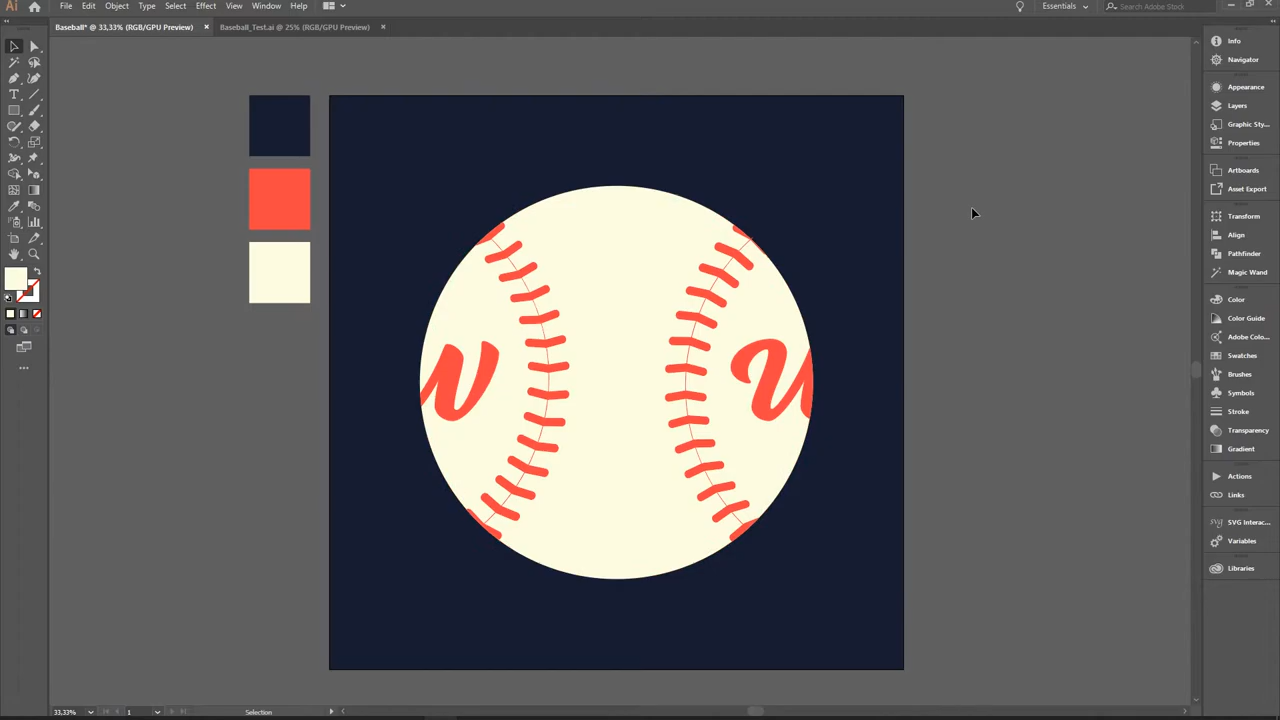 Ai File Edit Object Type Select Effect View Window Help Essentials Search Adobe Stock
Baseball* @ 33,33% (RGB/GPU Preview) × Baseball_Test.ai @ 25% (RGB/GPU Preview) ×
Info
Navigator
Appearance
Layers
Graphic Sty...
Properties
Artboards
Asset Export
Transform
Align
Pathfinder
Magic Wand
Color
Color Guide
Adobe Colo...
Swatches
Brushes
Symbols
Stroke
Transparency
Gradient
Actions
Links
SVG Interac...
Variables
Libraries
33,33% 1 Selection